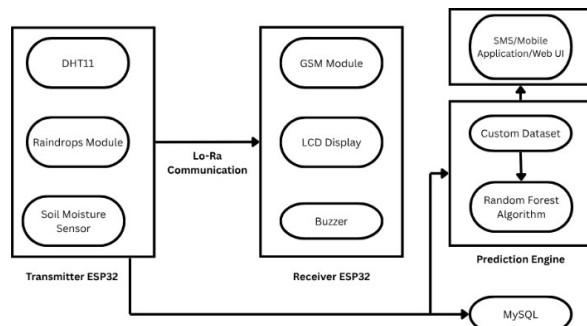 DHT11
Raindrops Module
Soil Moisture
Sensor
Transmitter ESP32
Lo-Ra
Communication
GSM Module
LCD Display
Buzzer
Receiver ESP32
SMS/Mobile
Application/Web UI
Custom Dataset
Random Forest
Algorithm
Prediction Engine
MySQL